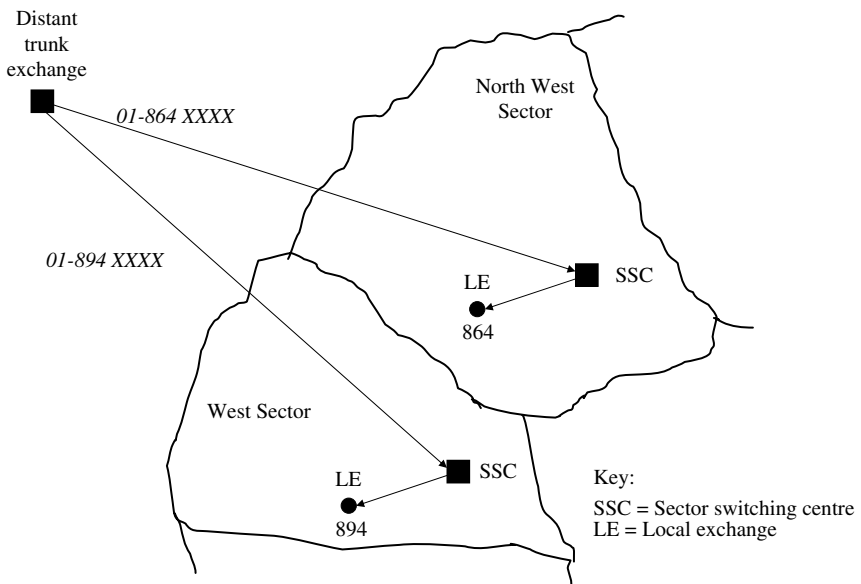 Distant
trunk
exchange
01-864 XXXX
North West
Sector
01-894 XXXX
LE
SSC
864
West Sector
LE
SSC
894
Key:
SSC = Sector switching centre
LE = Local exchange